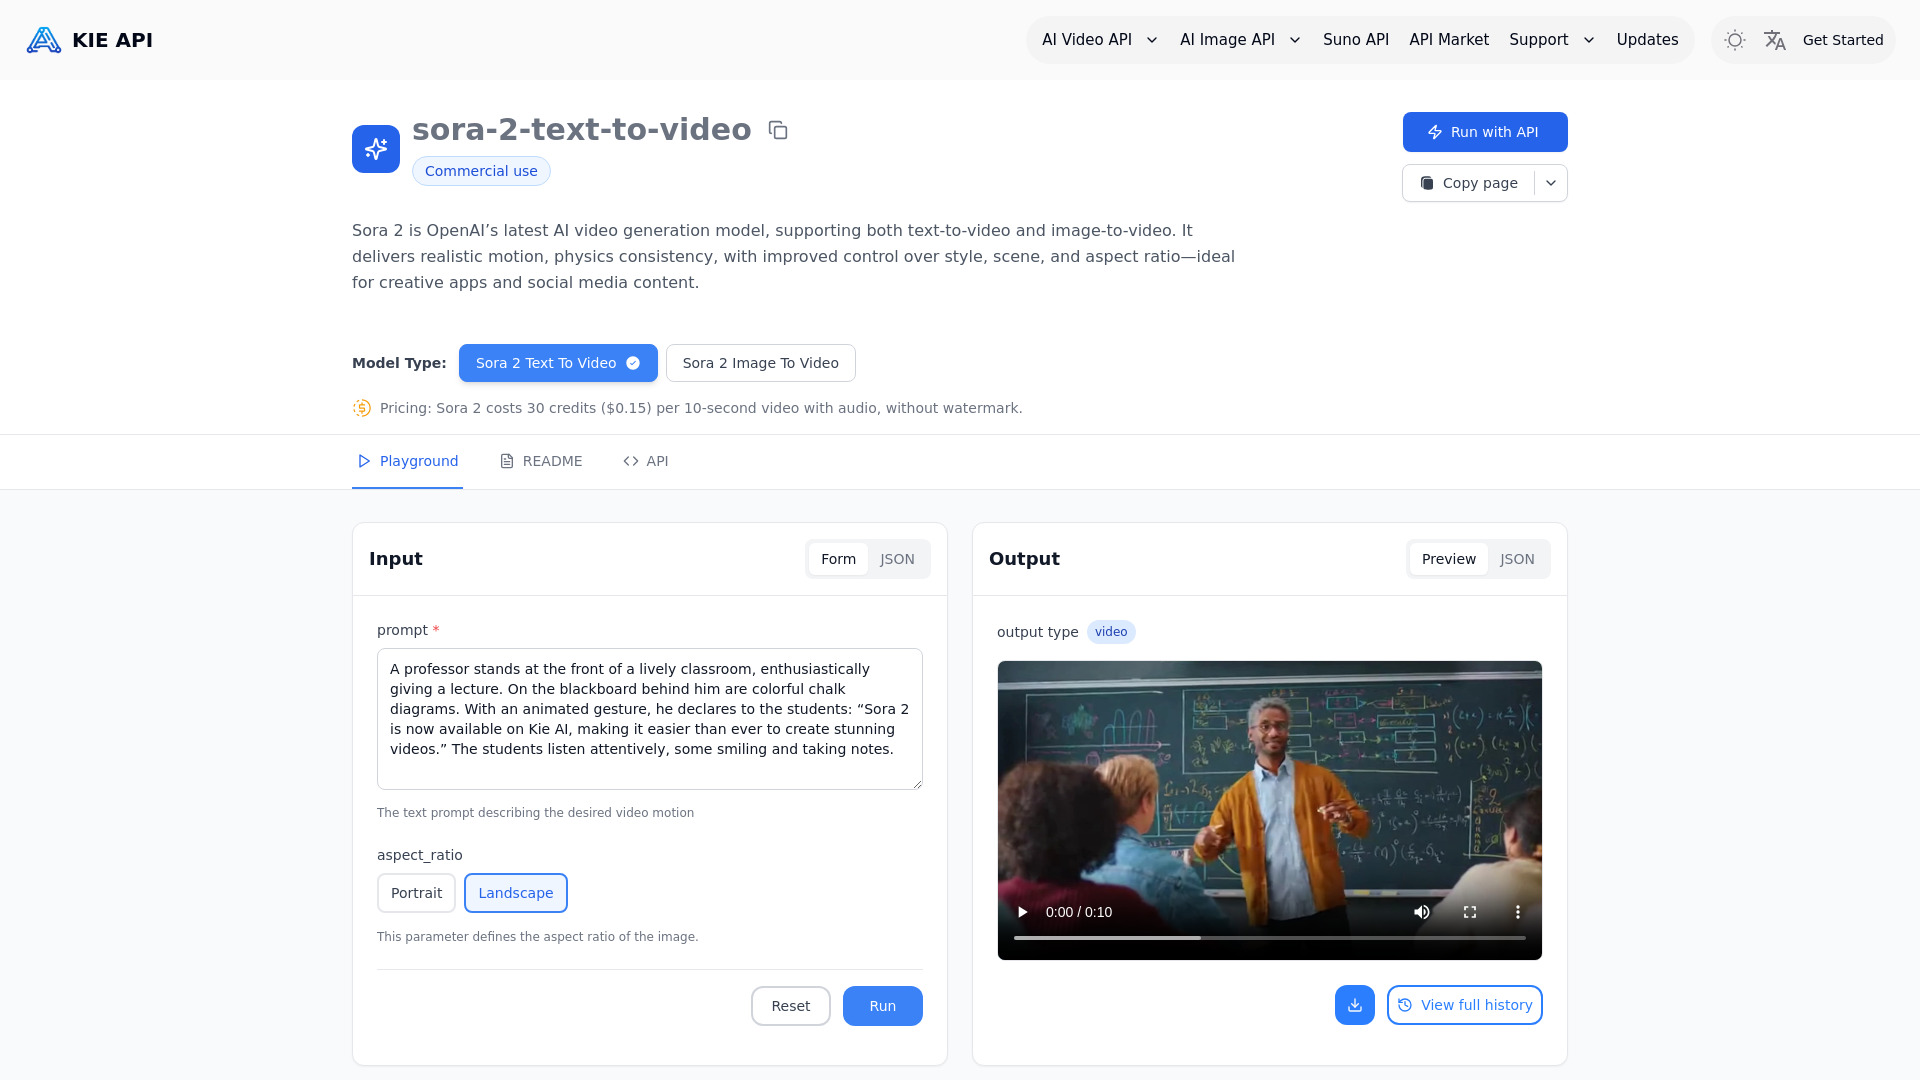 KIE API
AI Video API
AI Image API
Suno API
API Market
Support
Updates
Get Started
sora-2-text-to-video
Commercial use
Run with API
Copy page
Sora 2 is OpenAI’s latest AI video generation model, supporting both text-to-video and image-to-video. It
delivers realistic motion, physics consistency, with improved control over style, scene, and aspect ratio—ideal
for creative apps and social media content.
Model Type:
Sora 2 Text To Video
Sora 2 Image To Video
Pricing: Sora 2 costs 30 credits ($0.15) per 10-second video with audio, without watermark.
Playground
README
API
Input
Form
JSON
prompt *
A professor stands at the front of a lively classroom, enthusiastically
giving a lecture. On the blackboard behind him are colorful chalk
diagrams. With an animated gesture, he declares to the students: “Sora 2
is now available on Kie AI, making it easier than ever to create stunning
videos.” The students listen attentively, some smiling and taking notes.
The text prompt describing the desired video motion
aspect_ratio
Portrait
Landscape
This parameter defines the aspect ratio of the image.
Reset
Run
Output
Preview
JSON
output type
video
0:00 / 0:10
View full history